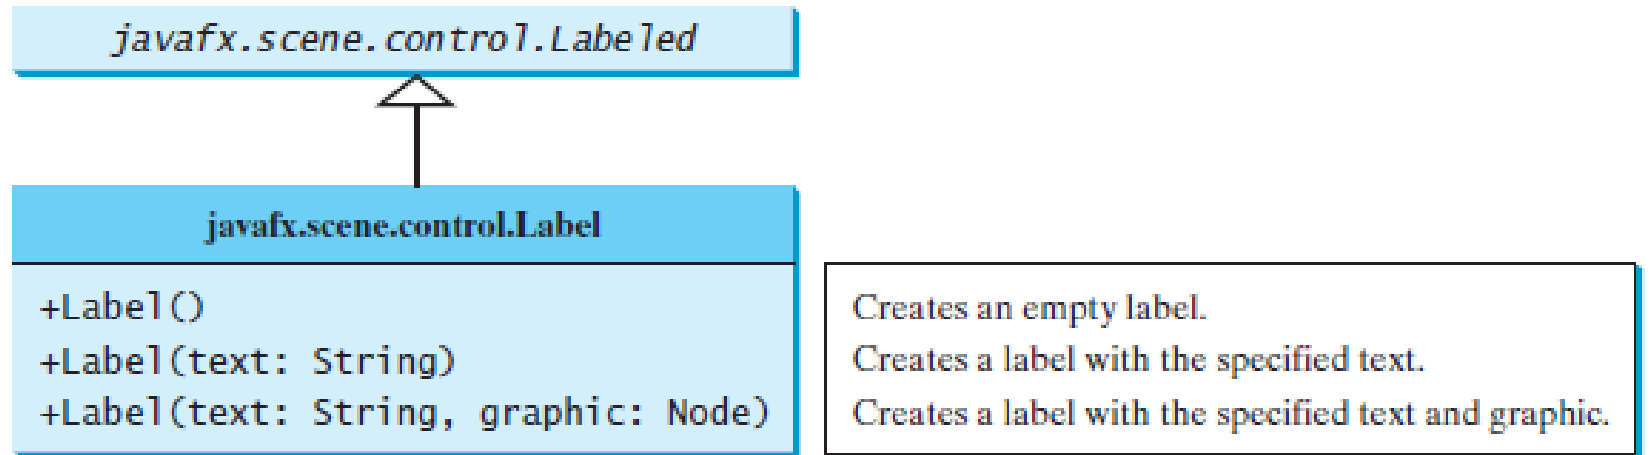 javafx.scene.control.Labeled
javafx.scene.control.Label
+Label()
Creates an empty label.
+Label(text: String)
Creates a label with the specified text.
+Label(text: String, graphic: Node)
Creates a label with the specified text and graphic.